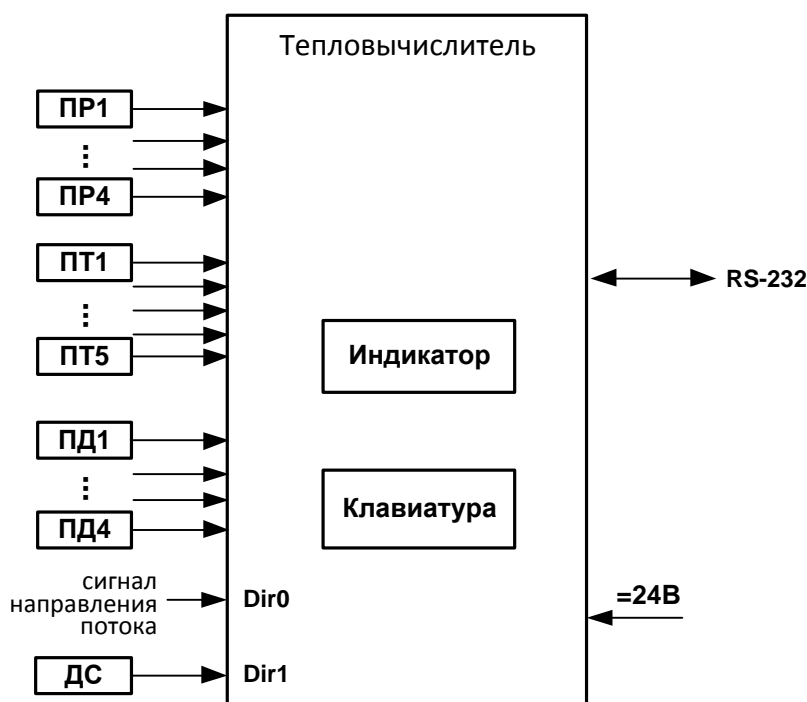 Тепловычислитель
ПР1
ПР4
ПТ1
RS-232
ПТ5
Индикатор
ПД1
Клавиатура
ПД4
сигнал
направления
потока
Dir0
=24В
ДС
Dir1